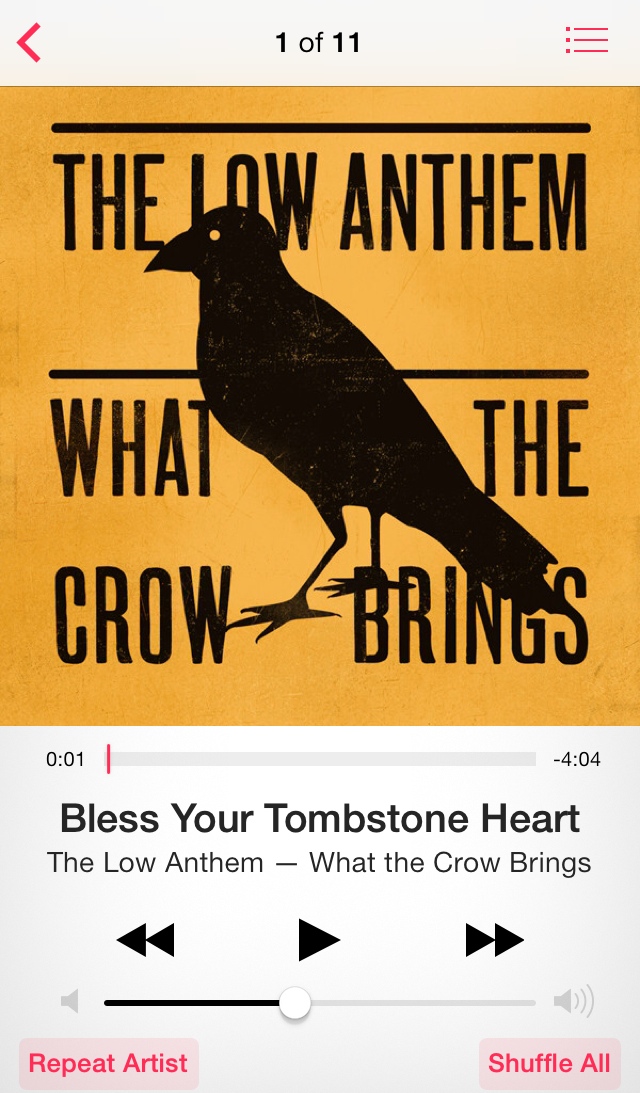 1 of 11
THE LOW ANTHEM
WHAT THE
CROW BRINGS
0:01 -4:04
Bless Your Tombstone Heart
The Low Anthem — What the Crow Brings
Repeat Artist Shuffle All